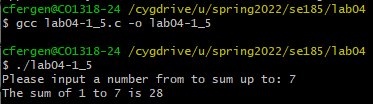 cfergen@CO1318-24 /cygdrive/u/spring2022/se185/lab04
$ gcc lab04-1_5.c -o lab04-1_5
cfergen@CO1318-24 /cygdrive/u/spring2022/se185/lab04
$ ./lab04-1_5
Please input a number from to sum up to: 7
The sum of 1 to 7 is 28